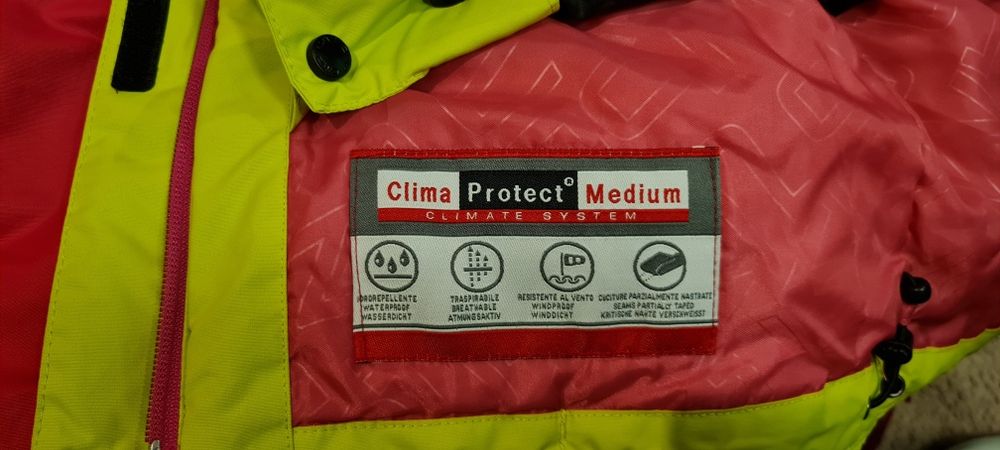 Clima Protect® Medium
CLIMATE SYSTEM
IDROREPELLENTE
WATERPROOF
WASSERDICHT
TRASPIRABILE
BREATHABLE
ATMUNGSAKTIV
RESISTENTE AL VENTO
WINDPROOF
WINDDICHT
CUCITURE PARZIALMENTE NASTRATE
SEAMS PARTIALLY TAPED
KRITISCHE NAHTE VERSCHWEISST